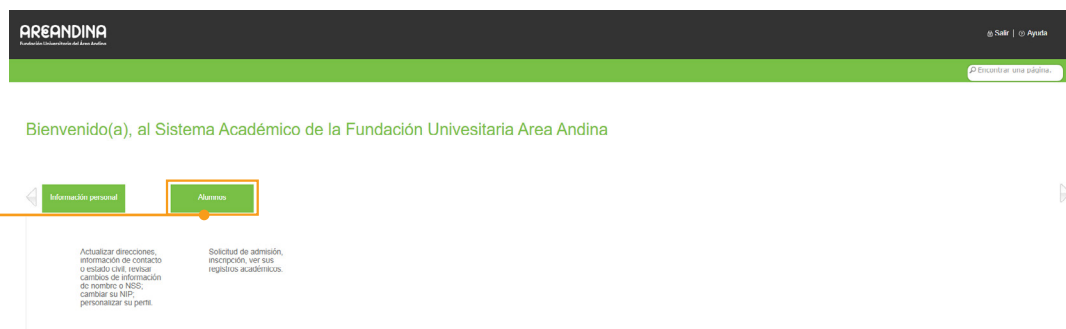 AREANDINA
Fundación Universitaria del Área Andina
Salir | Ayuda
Encontrar una página.
Bienvenido(a), al Sistema Académico de la Fundación Univesitaria Area Andina
Información personal
Alumnos
Actualizar direcciones,
información de contacto
o estado civil, revisar
cambios de información
de nombre o NSS;
cambiar su NIP;
personalizar su perfil.
Solicitud de admisión,
inscripción, ver sus
registros académicos.